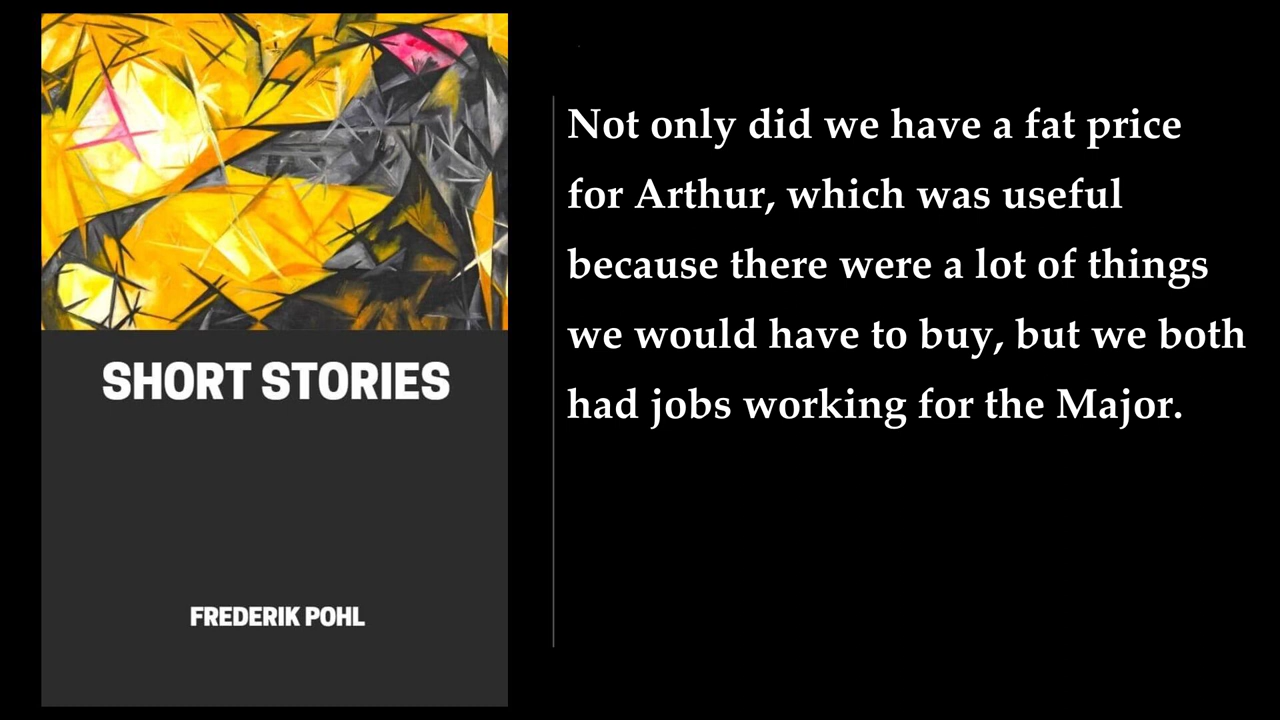 SHORT STORIES
FREDERIK POHL
Not only did we have a fat price
for Arthur, which was useful
because there were a lot of things
we would have to buy, but we both
had jobs working for the Major.